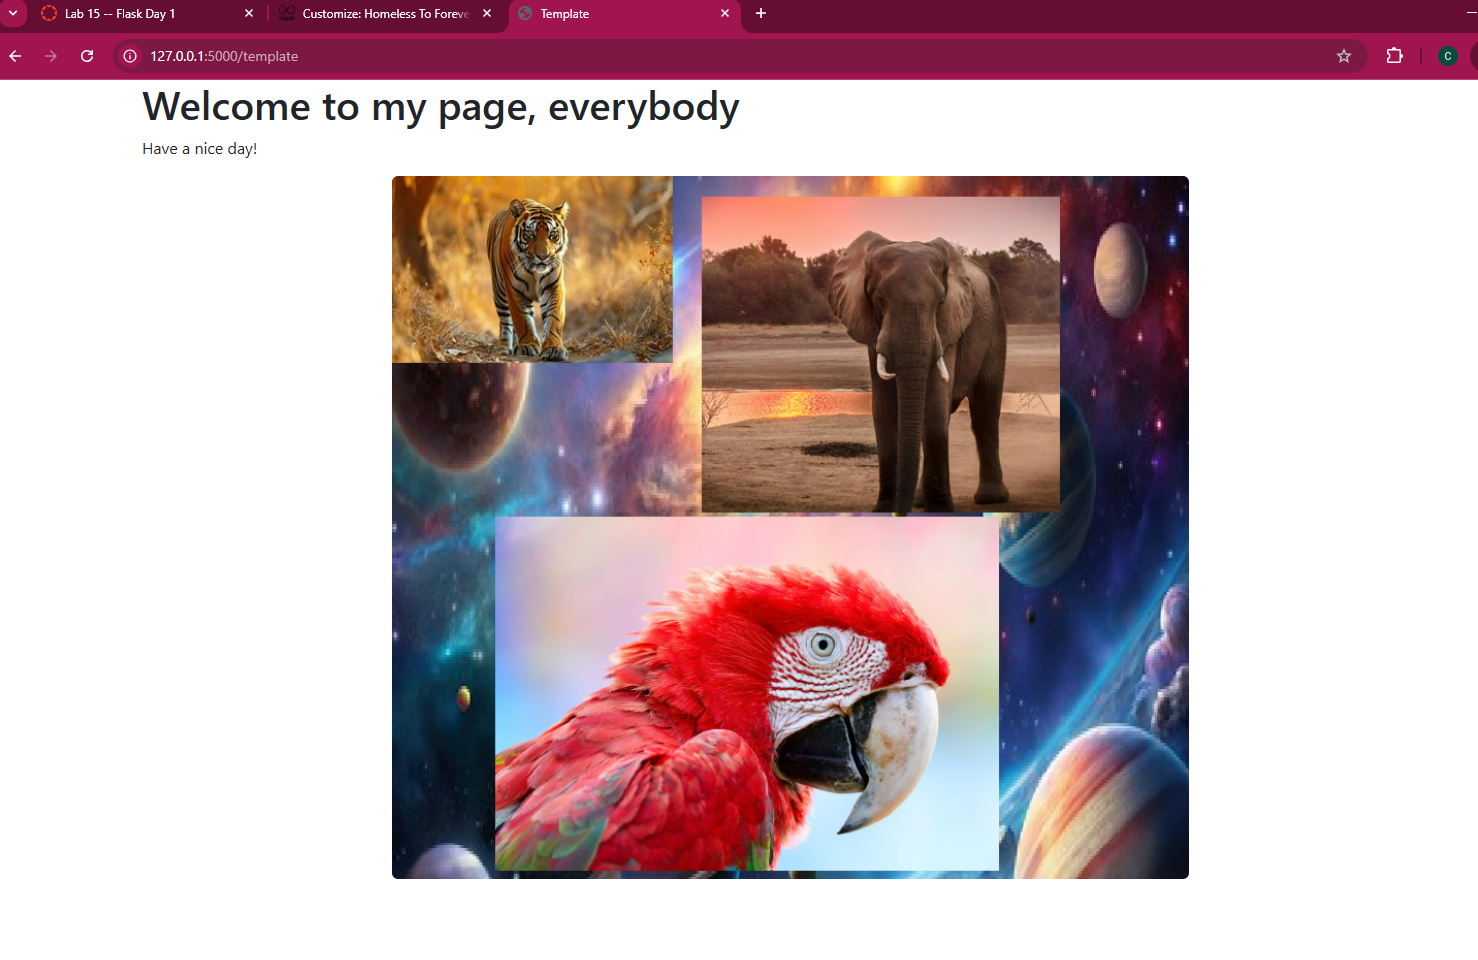 Lab 15 -- Flask Day 1
Customize: Homeless To Foreve
Template
127.0.0.1:5000/template
C
Welcome to my page, everybody
Have a nice day!